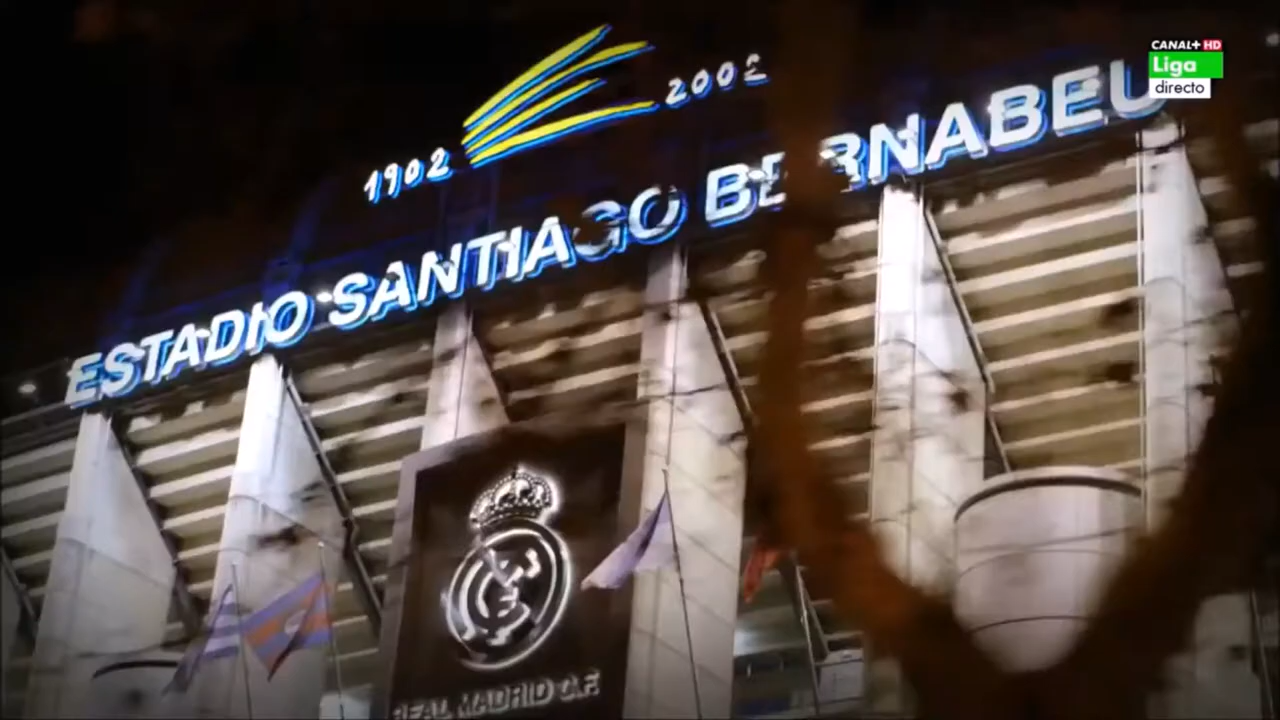 CANAL+ HD
Liga
directo
1902 2002
ESTADIO SANTIAGO BERNABEU
REAL MADRID C.F.